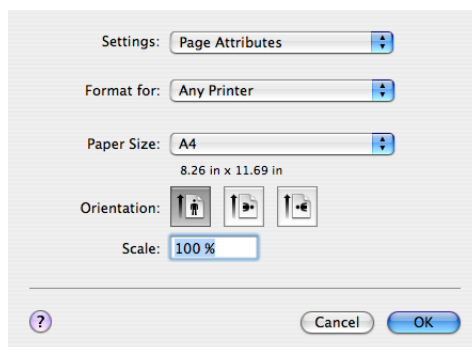 Settings: Page Attributes
Format for: Any Printer
Paper Size: A4
8.26 in x 11.69 in
Orientation:
Scale: 100 %
? Cancel OK